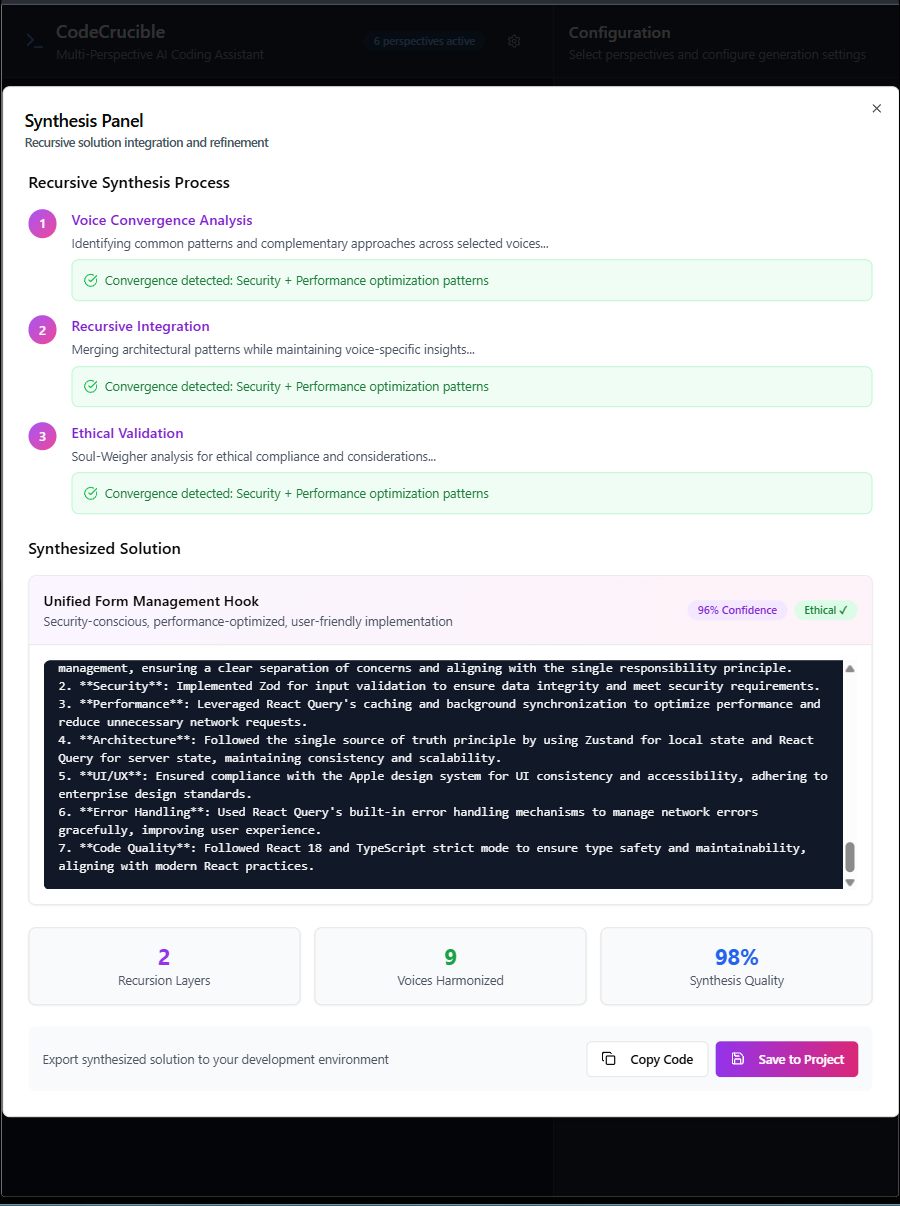 CodeCrucible
Multi-Perspective AI Coding Assistant
6 perspectives active
Configuration
Select perspectives and configure generation settings
Synthesis Panel
Recursive solution integration and refinement
Recursive Synthesis Process
1
Voice Convergence Analysis
Identifying common patterns and complementary approaches across selected voices...
Convergence detected: Security + Performance optimization patterns
2
Recursive Integration
Merging architectural patterns while maintaining voice-specific insights...
Convergence detected: Security + Performance optimization patterns
3
Ethical Validation
Soul-Weigher analysis for ethical compliance and considerations...
Convergence detected: Security + Performance optimization patterns
Synthesized Solution
Unified Form Management Hook
Security-conscious, performance-optimized, user-friendly implementation
96% Confidence
Ethical ✓
management, ensuring a clear separation of concerns and aligning with the single responsibility principle.
2. **Security**: Implemented Zod for input validation to ensure data integrity and meet security requirements.
3. **Performance**: Leveraged React Query's caching and background synchronization to optimize performance and
reduce unnecessary network requests.
4. **Architecture**: Followed the single source of truth principle by using Zustand for local state and React
Query for server state, maintaining consistency and scalability.
5. **UI/UX**: Ensured compliance with the Apple design system for UI consistency and accessibility, adhering to
enterprise design standards.
6. **Error Handling**: Used React Query's built-in error handling mechanisms to manage network errors
gracefully, improving user experience.
7. **Code Quality**: Followed React 18 and TypeScript strict mode to ensure type safety and maintainability,
aligning with modern React practices.
2
Recursion Layers
9
Voices Harmonized
98%
Synthesis Quality
Export synthesized solution to your development environment
Copy Code
Save to Project